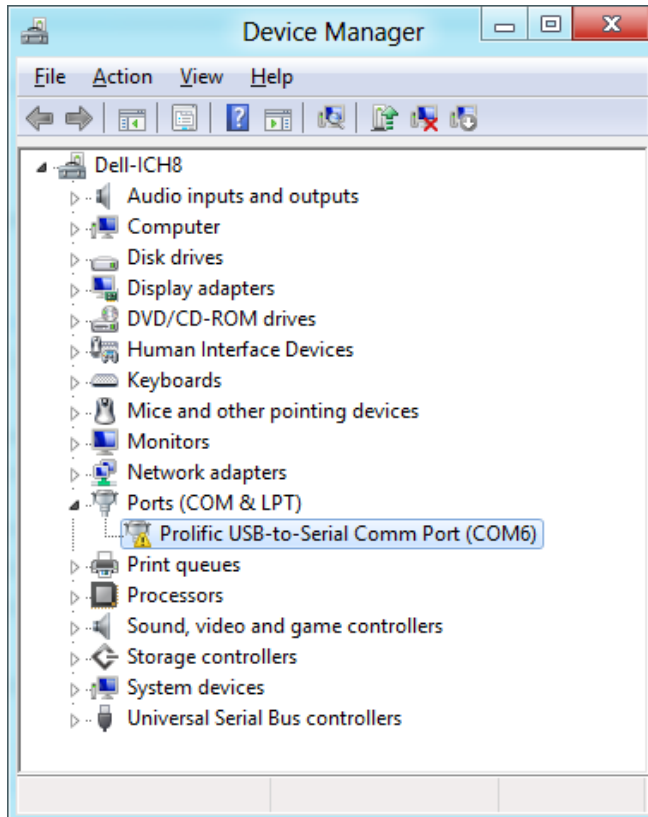 Device Manager
File Action View Help
Dell-ICH8
Audio inputs and outputs
Computer
Disk drives
Display adapters
DVD/CD-ROM drives
Human Interface Devices
Keyboards
Mice and other pointing devices
Monitors
Network adapters
Ports (COM & LPT)
Prolific USB-to-Serial Comm Port (COM6)
Print queues
Processors
Sound, video and game controllers
Storage controllers
System devices
Universal Serial Bus controllers